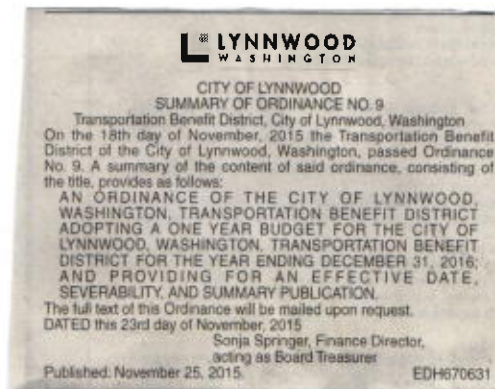 LYNNWOOD
WASHINGTON
CITY OF LYNNWOOD
SUMMARY OF ORDINANCE NO. 9
Transportation Benefit District, City of Lynnwood, Washington
On the 18th day of November, 2015 the Transportation Benefit
District of the City of Lynnwood, Washington, passed Ordinance
No. 9. A summary of the content of said ordinance, consisting of
the title, provides as follows:
AN ORDINANCE OF THE CITY OF LYNNWOOD,
WASHINGTON, TRANSPORTATION BENEFIT DISTRICT
ADOPTING A ONE YEAR BUDGET FOR THE CITY OF
LYNNWOOD, WASHINGTON, TRANSPORTATION BENEFIT
DISTRICT FOR THE YEAR ENDING DECEMBER 31, 2016;
AND PROVIDING FOR AN EFFECTIVE DATE,
SEVERABILITY, AND SUMMARY PUBLICATION.
The full text of this Ordinance will be mailed upon request.
DATED this 23rd day of November, 2015
Sonja Springer, Finance Director,
acting as Board Treasurer
Published: November 25, 2015. EDH670631